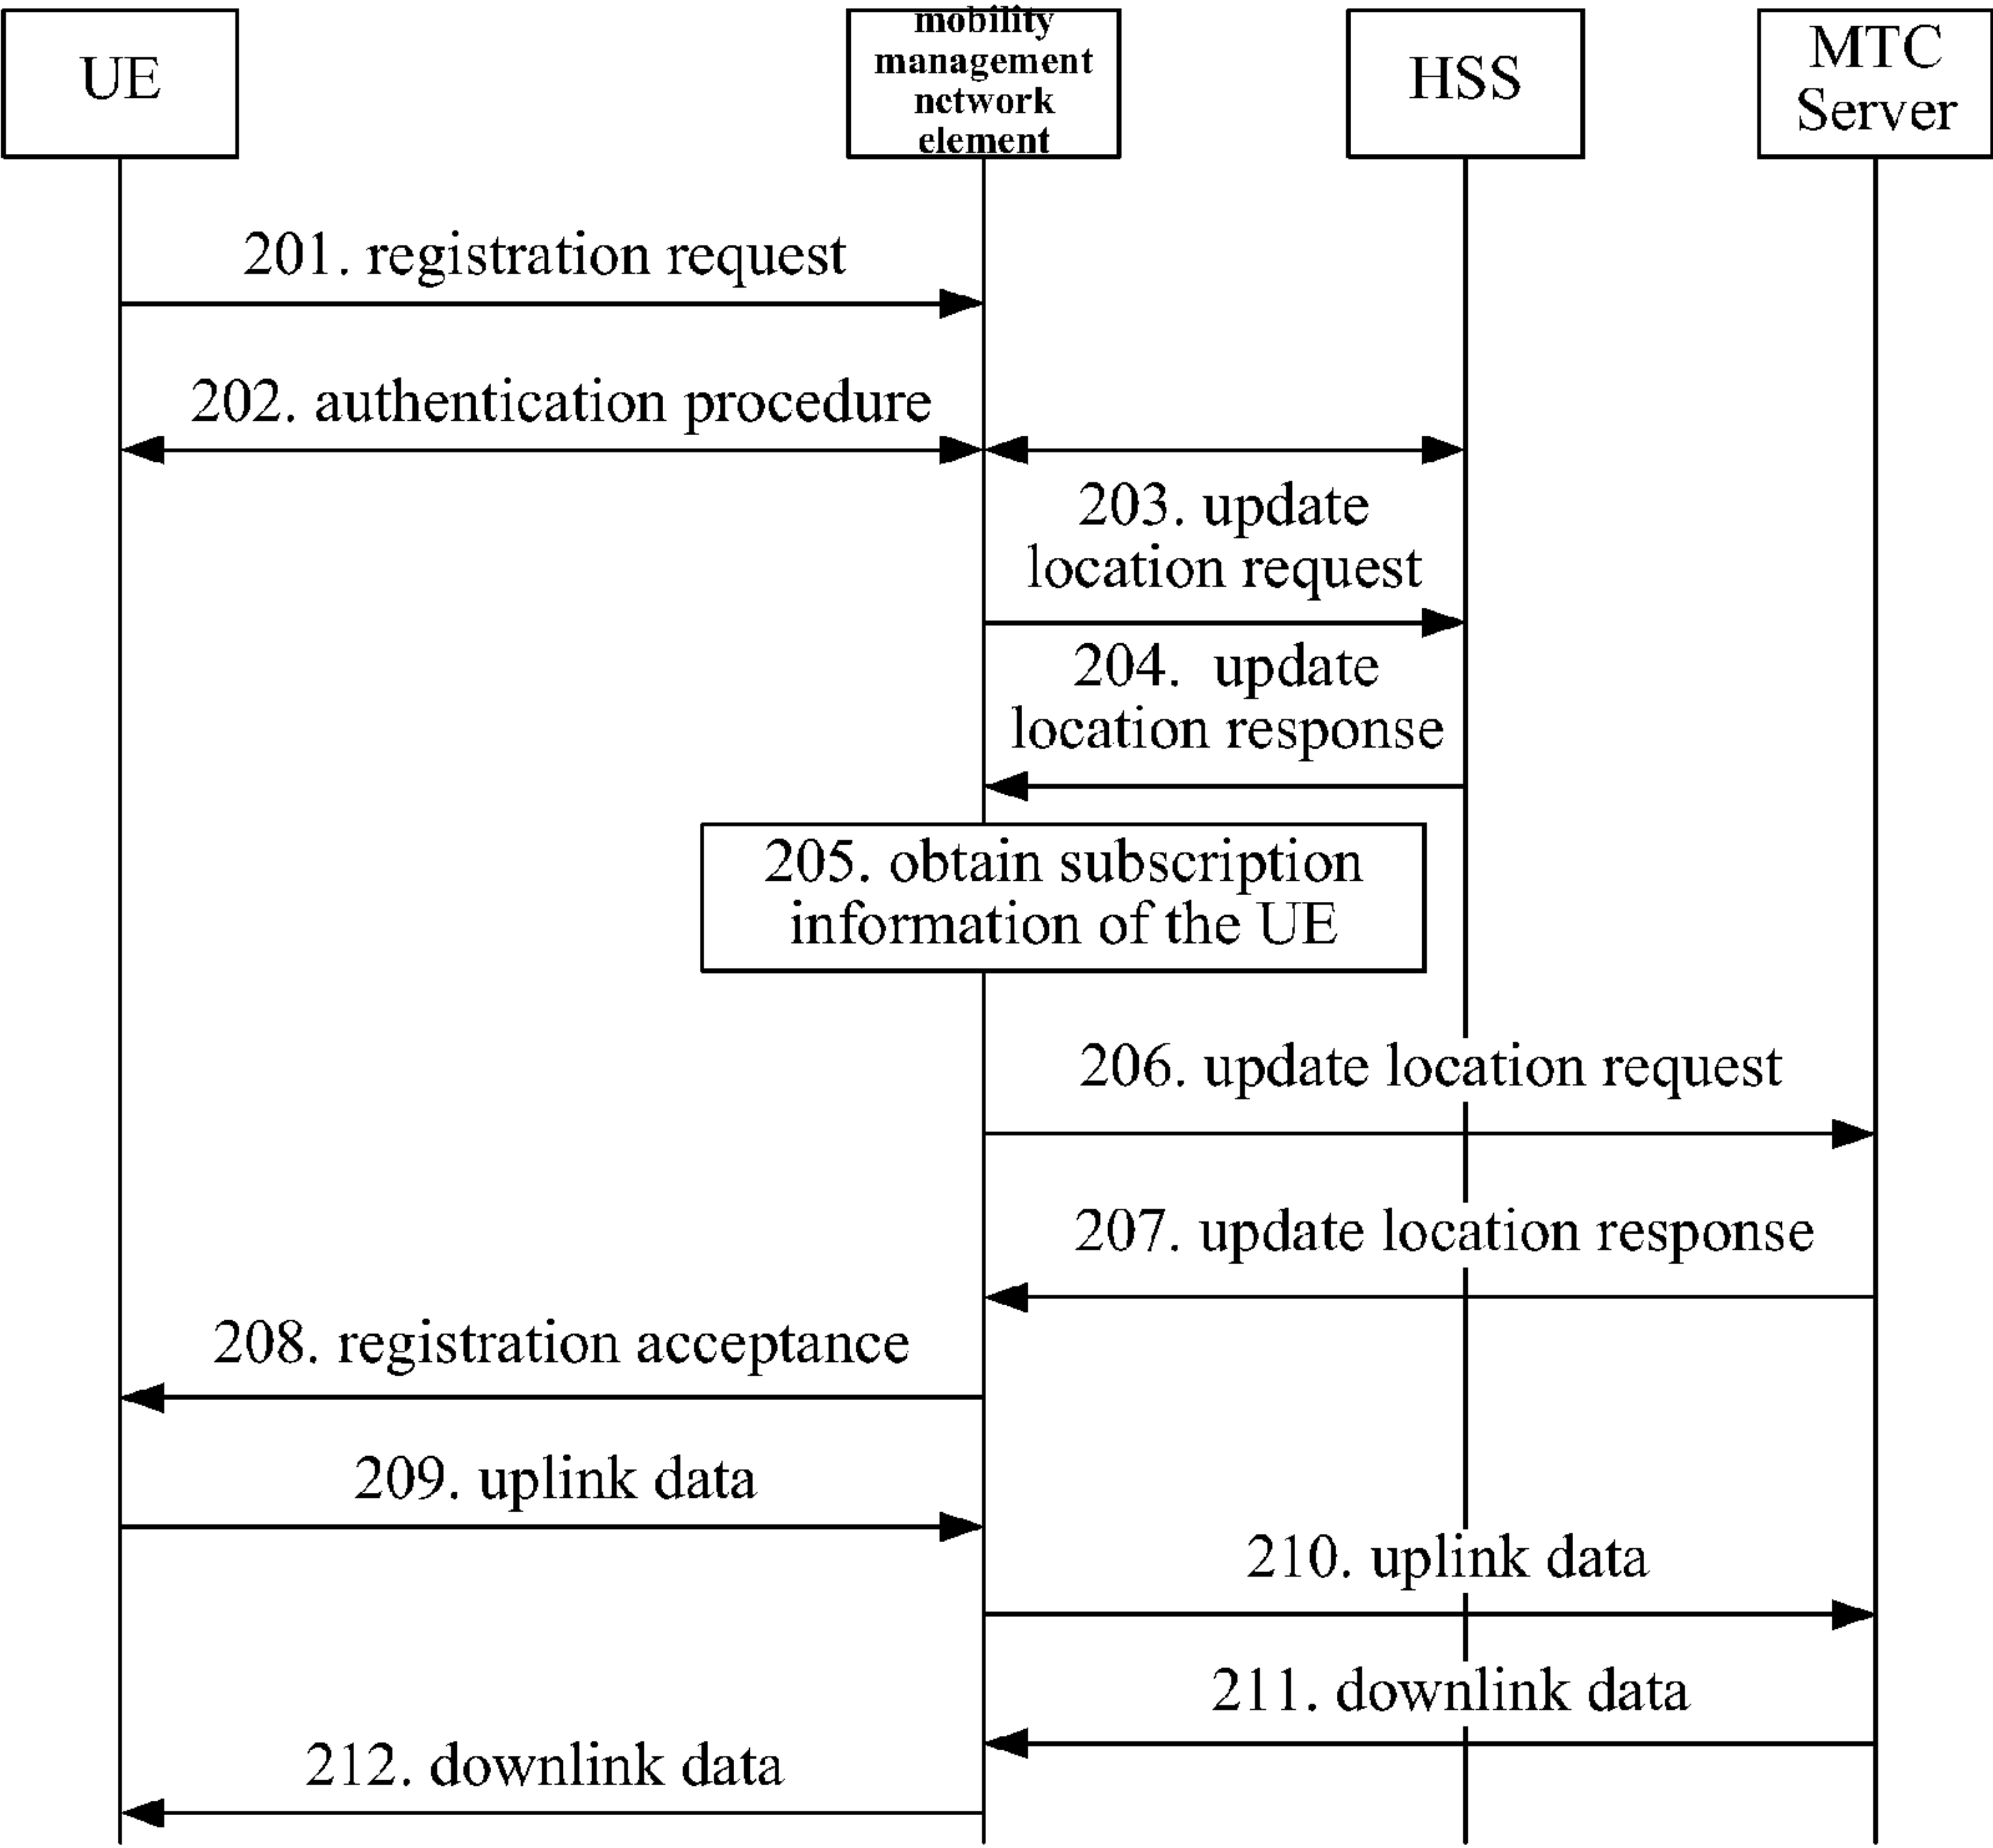 UE
mobility
management
network
element
HSS
MTC
Server
201. registration request
202. authentication procedure
203. update
location request
204. update
location response
205. obtain subscription
information of the UE
206. update location request
207. update location response
208. registration acceptance
209. uplink data
210. uplink data
211. downlink data
212. downlink data